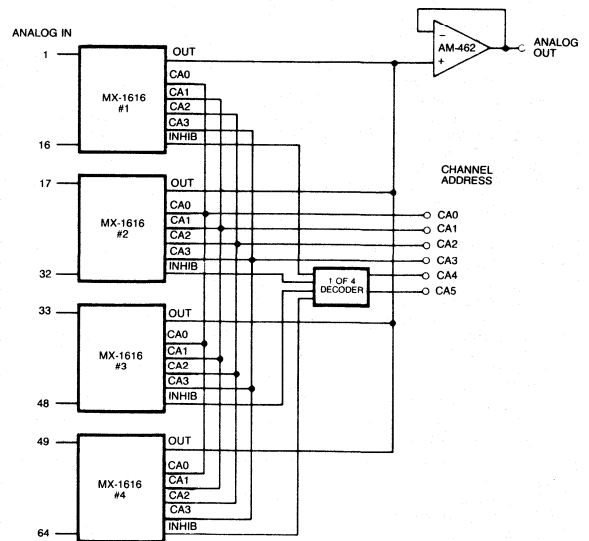 ANALOG IN
1
16
MX-1616
#1
OUT
CA0
CA1
CA2
CA3
INHIB
−
+
AM-462
ANALOG
OUT
17
32
MX-1616
#2
OUT
CA0
CA1
CA2
CA3
INHIB
CHANNEL
ADDRESS
CA0
CA1
CA2
CA3
CA4
CA5
1 OF 4
DECODER
33
48
MX-1616
#3
OUT
CA0
CA1
CA2
CA3
INHIB
49
64
MX-1616
#4
OUT
CA0
CA1
CA2
CA3
INHIB